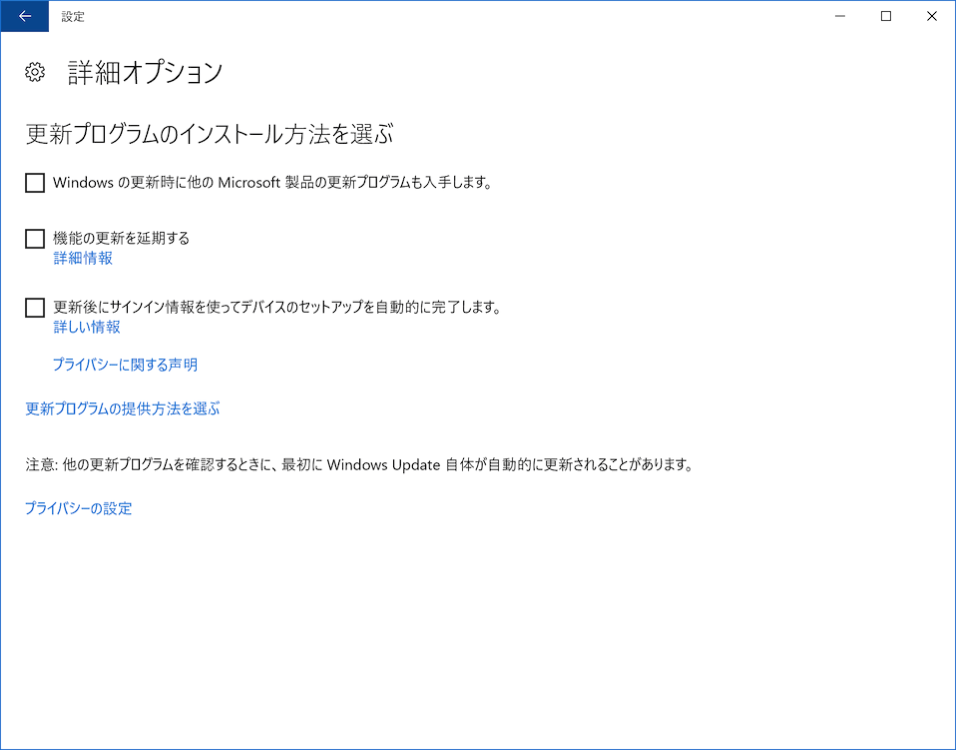 設定
詳細オプション
更新プログラムのインストール方法を選ぶ
Windows の更新時に他の Microsoft 製品の更新プログラムも入手します。
機能の更新を延期する
詳細情報
更新後にサインイン情報を使ってデバイスのセットアップを自動的に完了します。
詳しい情報
プライバシーに関する声明
更新プログラムの提供方法を選ぶ
注意: 他の更新プログラムを確認するときに、最初に Windows Update 自体が自動的に更新されることがあります。
プライバシーの設定